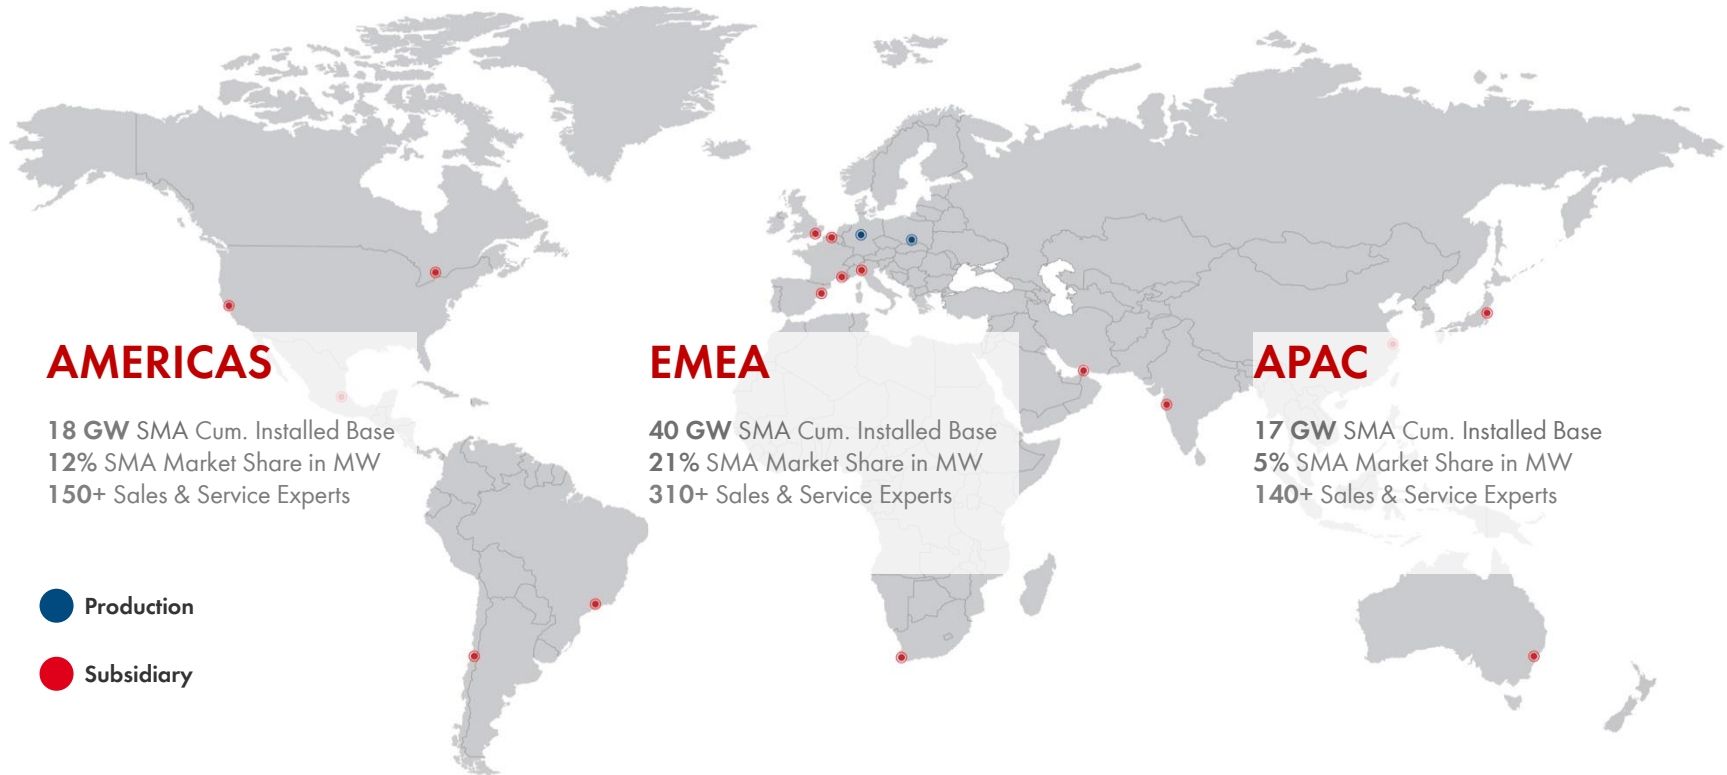 AMERICAS
18 GW SMA Cum. Installed Base
12% SMA Market Share in MW
150+ Sales & Service Experts
EMEA
40 GW SMA Cum. Installed Base
21% SMA Market Share in MW
310+ Sales & Service Experts
APAC
17 GW SMA Cum. Installed Base
5% SMA Market Share in MW
140+ Sales & Service Experts
Production
Subsidiary